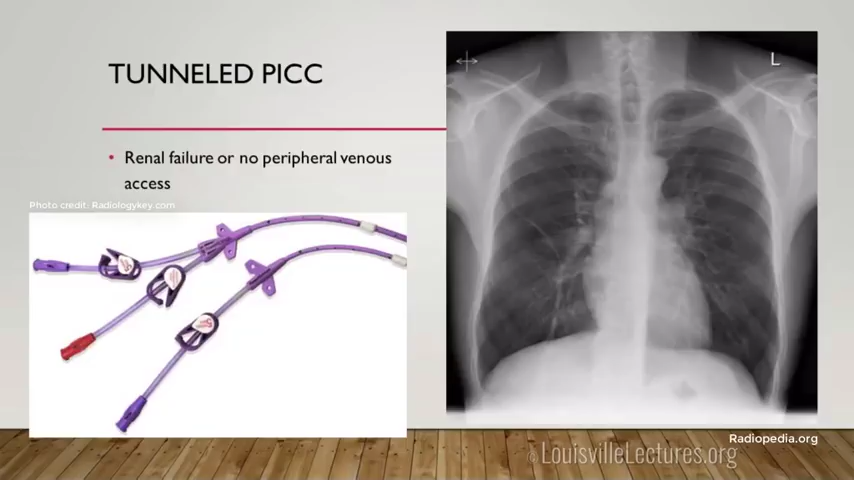 TUNNELED PICC
• Renal failure or no peripheral venous
access
Photo credit: Radiologykey.com
L
Radiopedia.org
© LouisvilleLectures.org